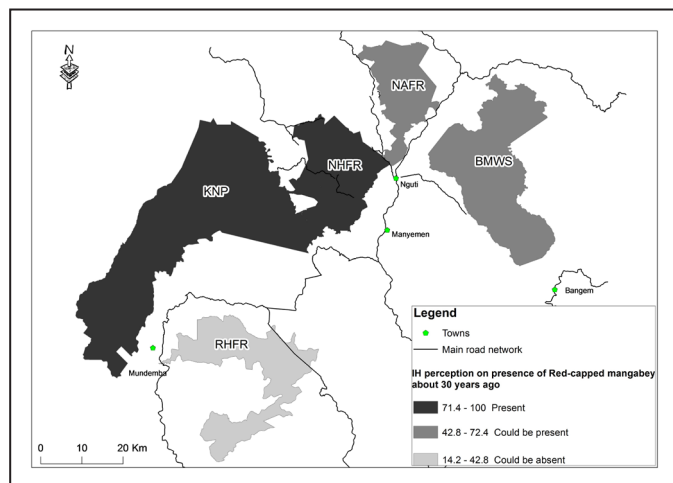 N
NAFR
NHFR
KNP
BMWS
Nguti
Manyemen
Bangem
RHFR
Mundemba
Legend
Towns
Main road network
IH perception on presence of Red-capped mangabey
about 30 years ago
71.4 - 100 Present
42.8 - 72.4 Could be present
14.2 - 42.8 Could be absent
0 10 20 Km